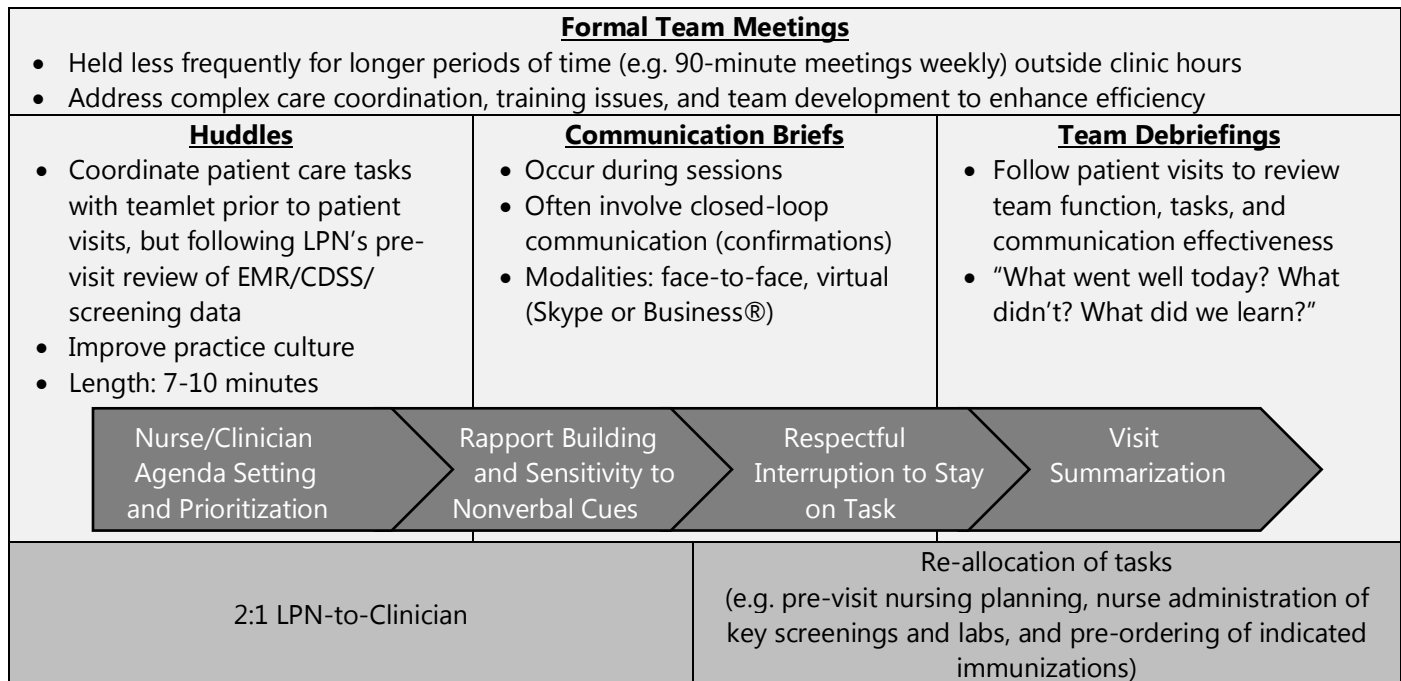 Formal Team Meetings
• Held less frequently for longer periods of time (e.g. 90-minute meetings weekly) outside clinic hours
• Address complex care coordination, training issues, and team development to enhance efficiency
Huddles
• Coordinate patient care tasks
with teamlet prior to patient
visits, but following LPN's pre-
visit review of EMR/CDSS/
screening data
• Improve practice culture
• Length: 7-10 minutes
Communication Briefs
• Occur during sessions
• Often involve closed-loop
communication (confirmations)
• Modalities: face-to-face, virtual
(Skype or Business®)
Team Debriefings
• Follow patient visits to review
team function, tasks, and
communication effectiveness
• "What went well today? What
didn't? What did we learn?"
Nurse/Clinician
Agenda Setting
and Prioritization
Rapport Building
and Sensitivity to
Nonverbal Cues
Respectful
Interruption to Stay
on Task
Visit
Summarization
2:1 LPN-to-Clinician
Re-allocation of tasks
(e.g. pre-visit nursing planning, nurse administration of
key screenings and labs, and pre-ordering of indicated
immunizations)